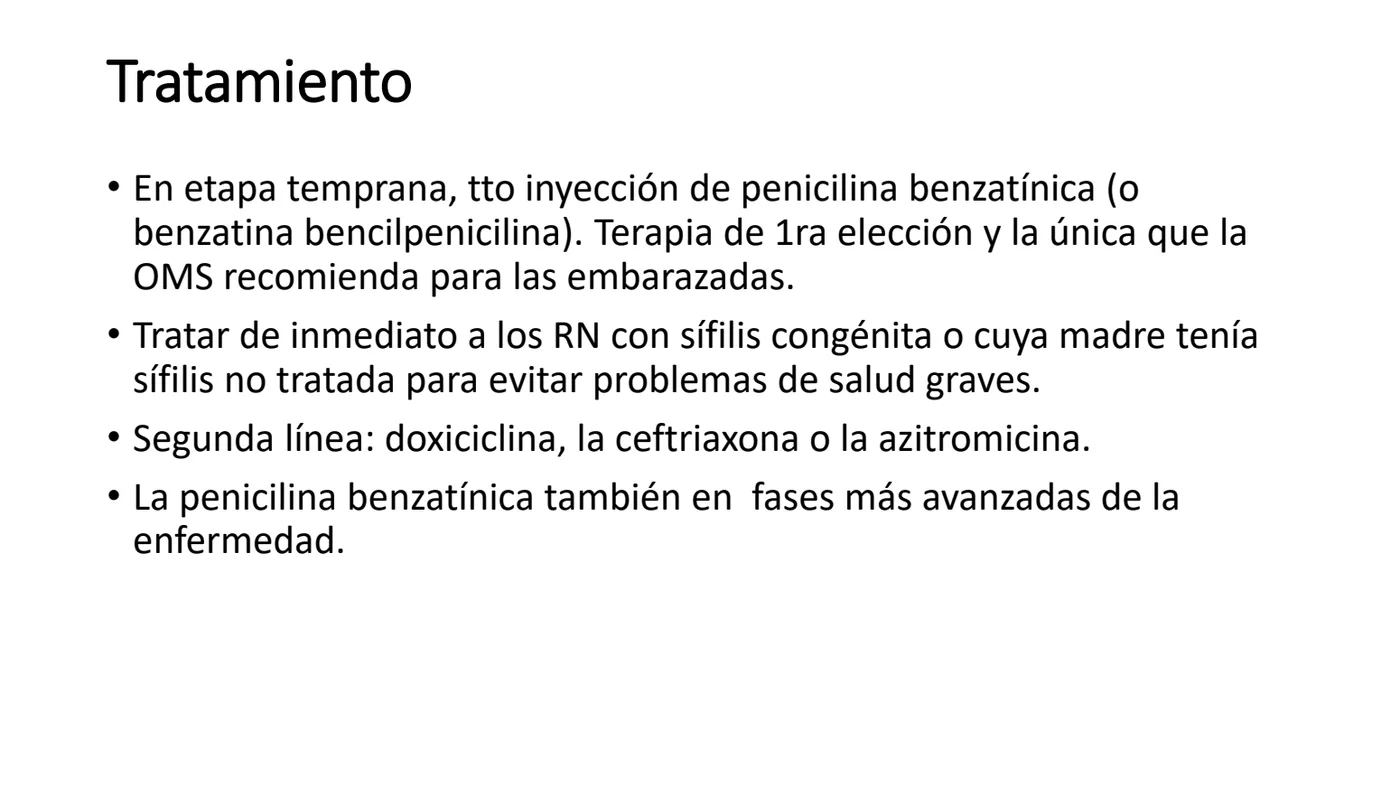 Tratamiento
• En etapa temprana, tto inyección de penicilina benzatínica (o
benzatina bencilpenicilina). Terapia de 1ra elección y la única que la
OMS recomienda para las embarazadas.
• Tratar de inmediato a los RN con sífilis congénita o cuya madre tenía
sífilis no tratada para evitar problemas de salud graves.
• Segunda línea: doxiciclina, la ceftriaxona o la azitromicina.
• La penicilina benzatínica también en  fases más avanzadas de la
enfermedad.